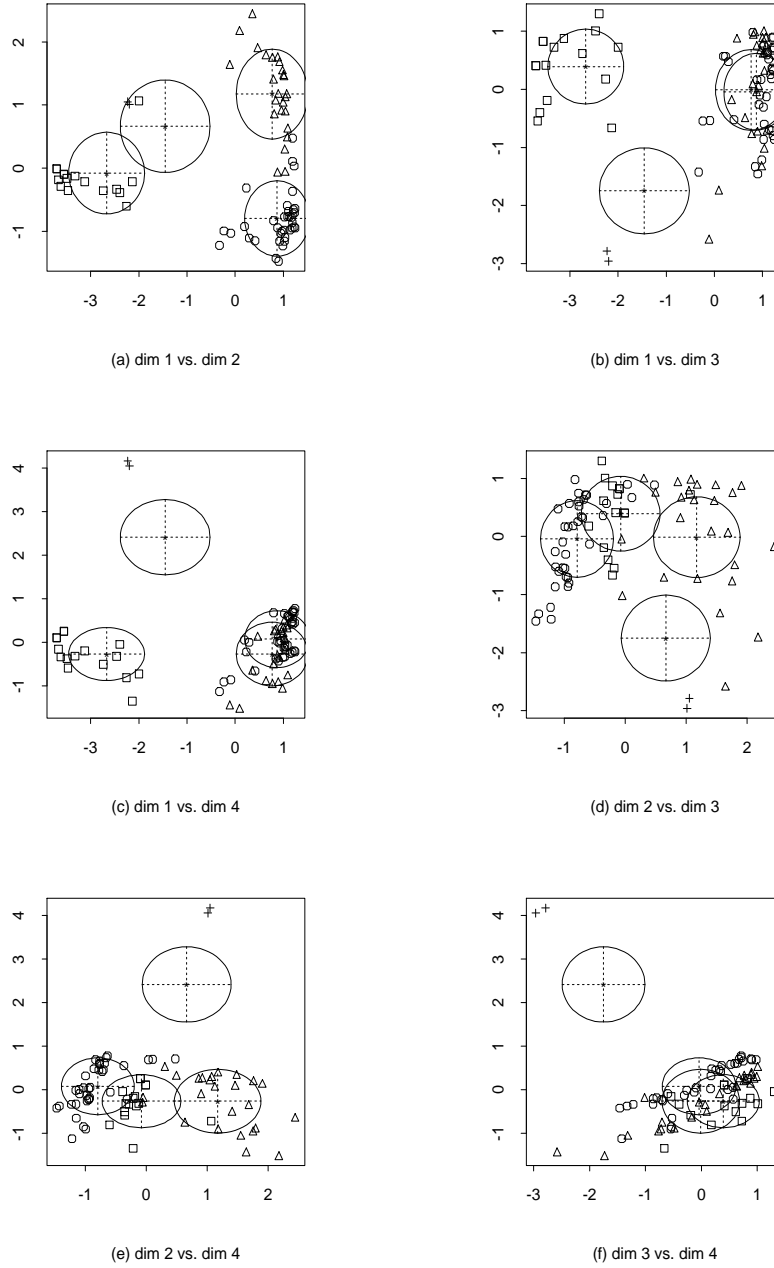 2
1
0
-1
-3 -2 -1 0 1
(a) dim 1 vs. dim 2
1
0
-1
-2
-3
-3 -2 -1 0 1
(b) dim 1 vs. dim 3
4
3
2
1
0
-1
-3 -2 -1 0 1
(c) dim 1 vs. dim 4
1
0
-1
-2
-3
-1 0 1 2
(d) dim 2 vs. dim 3
4
3
2
1
0
-1
-1 0 1 2
(e) dim 2 vs. dim 4
4
3
2
1
0
-1
-3 -2 -1 0 1
(f) dim 3 vs. dim 4